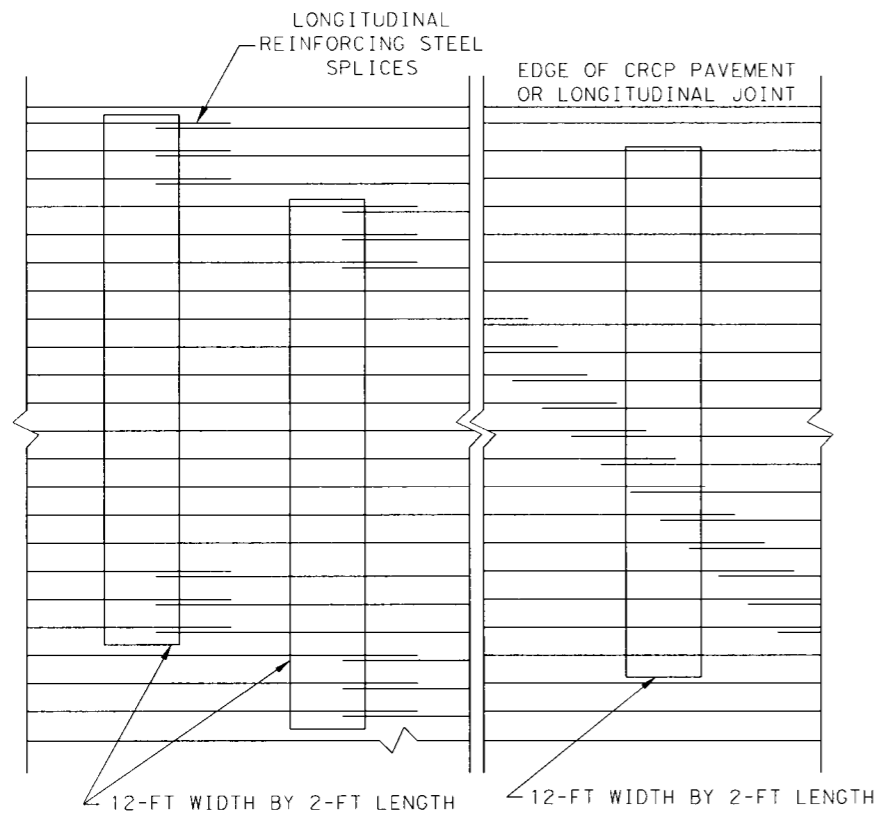 LONGITUDINAL
REINFORCING STEEL
SPLICES
EDGE OF CRCP PAVEMENT
OR LONGITUDINAL JOINT
12-FT WIDTH BY 2-FT LENGTH
12-FT WIDTH BY 2-FT LENGTH